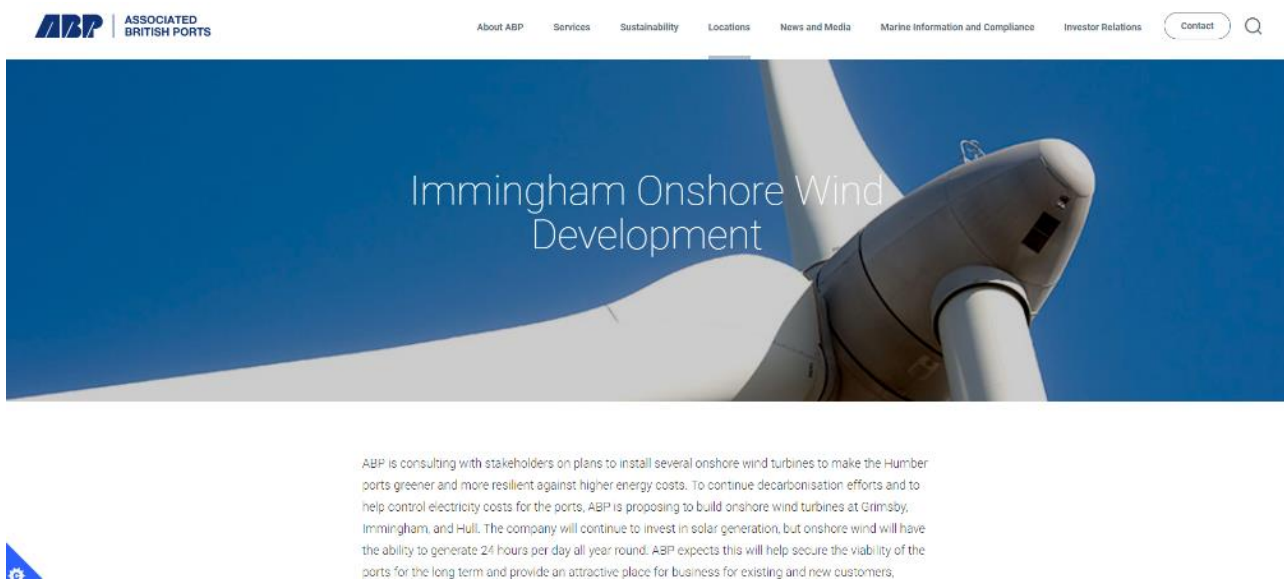 ABP
ASSOCIATED
BRITISH PORTS
About ABP Services Sustainability Locations News and Media Marine Information and Compliance Investor Relations Contact
Immingham Onshore Wind
Development
ABP is consulting with stakeholders on plans to install several onshore wind turbines to make the Humber
ports greener and more resilient against higher energy costs. To continue decarbonisation efforts and to
help control electricity costs for the ports, ABP is proposing to build onshore wind turbines at Grimsby,
Immingham, and Hull. The company will continue to invest in solar generation, but onshore wind will have
the ability to generate 24 hours per day all year round. ABP expects this will help secure the viability of the
ports for the long term and provide an attractive place for business for existing and new customers,